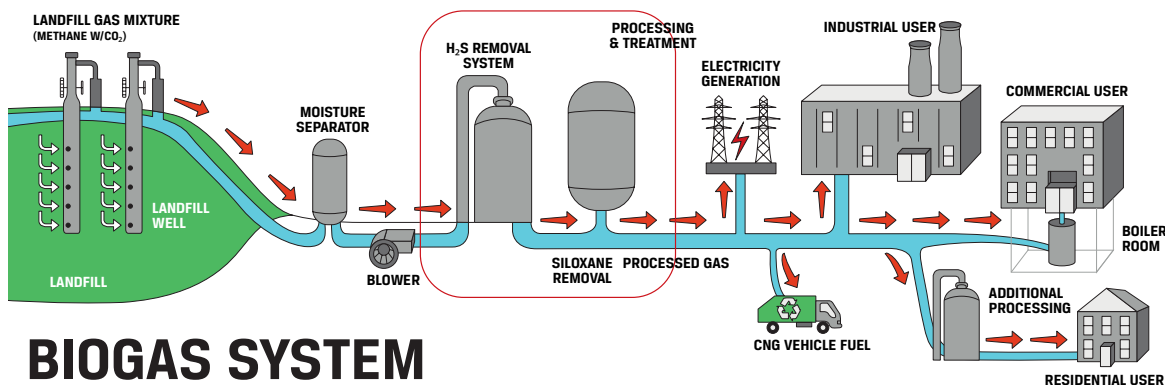 LANDFILL GAS MIXTURE
(METHANE W/CO₂)
MOISTURE
SEPARATOR
H₂S REMOVAL
SYSTEM
PROCESSING
& TREATMENT
ELECTRICITY
GENERATION
INDUSTRIAL USER
COMMERCIAL USER
LANDFILL
WELL
LANDFILL
BLOWER
SILOXANE
REMOVAL
PROCESSED GAS
BOILER
ROOM
CNG VEHICLE FUEL
ADDITIONAL
PROCESSING
RESIDENTIAL USER
BIOGAS SYSTEM